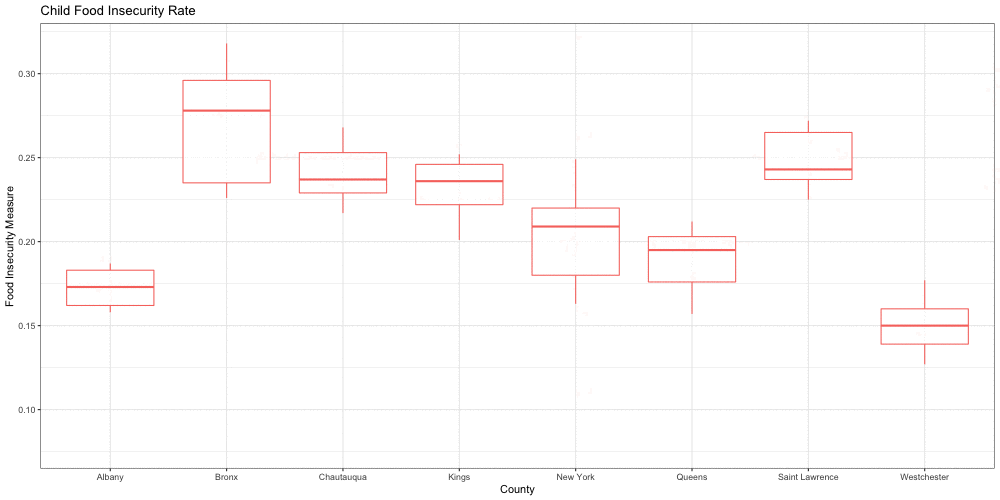 Child Food Insecurity Rate
Food Insecurity Measure
0.30
0.25
0.20
0.15
0.10
Albany Bronx Chautauqua Kings New York Queens Saint Lawrence Westchester
County